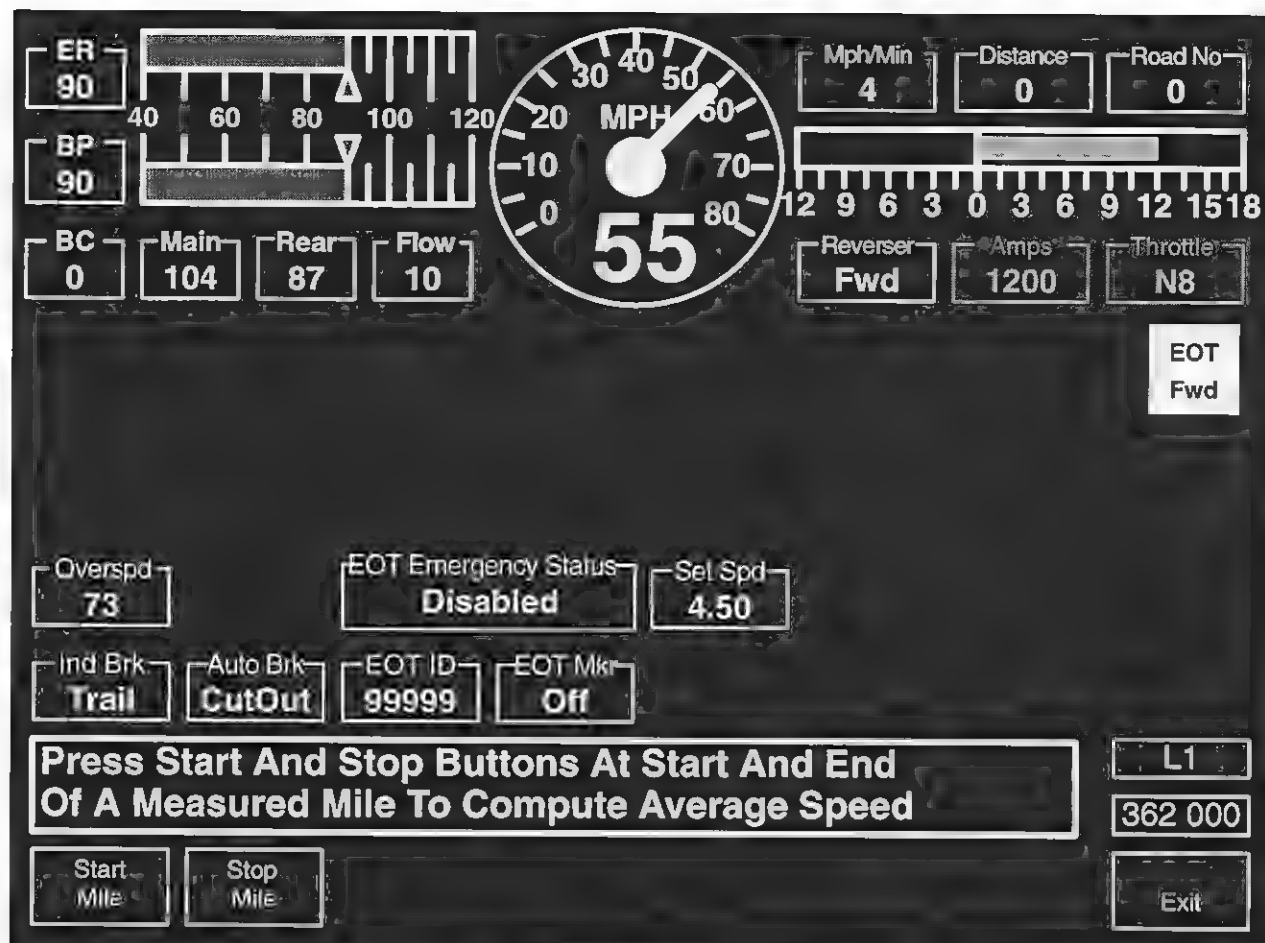 ER
90
40 60 80 100 120
BP
90
BC
0
Main
104
Rear
87
Flow
10
0 10 20 30 40 50 60 70 80
MPH
55
Mph/Min
4
Distance
0
Road No
0
12 9 6 3 0 3 6 9 12 15 18
Reverser
Fwd
Amps
1200
Throttle
N8
EOT
Fwd
Overspd
73
EOT Emergency Status
Disabled
Set Spd
4.50
Ind Brk
Trail
Auto Brk
CutOut
EOT ID
99999
EOT Mkr
Off
Press Start And Stop Buttons At Start And End
Of A Measured Mile To Compute Average Speed
L1
362 000
Start
Mile
Stop
Mile
Exit